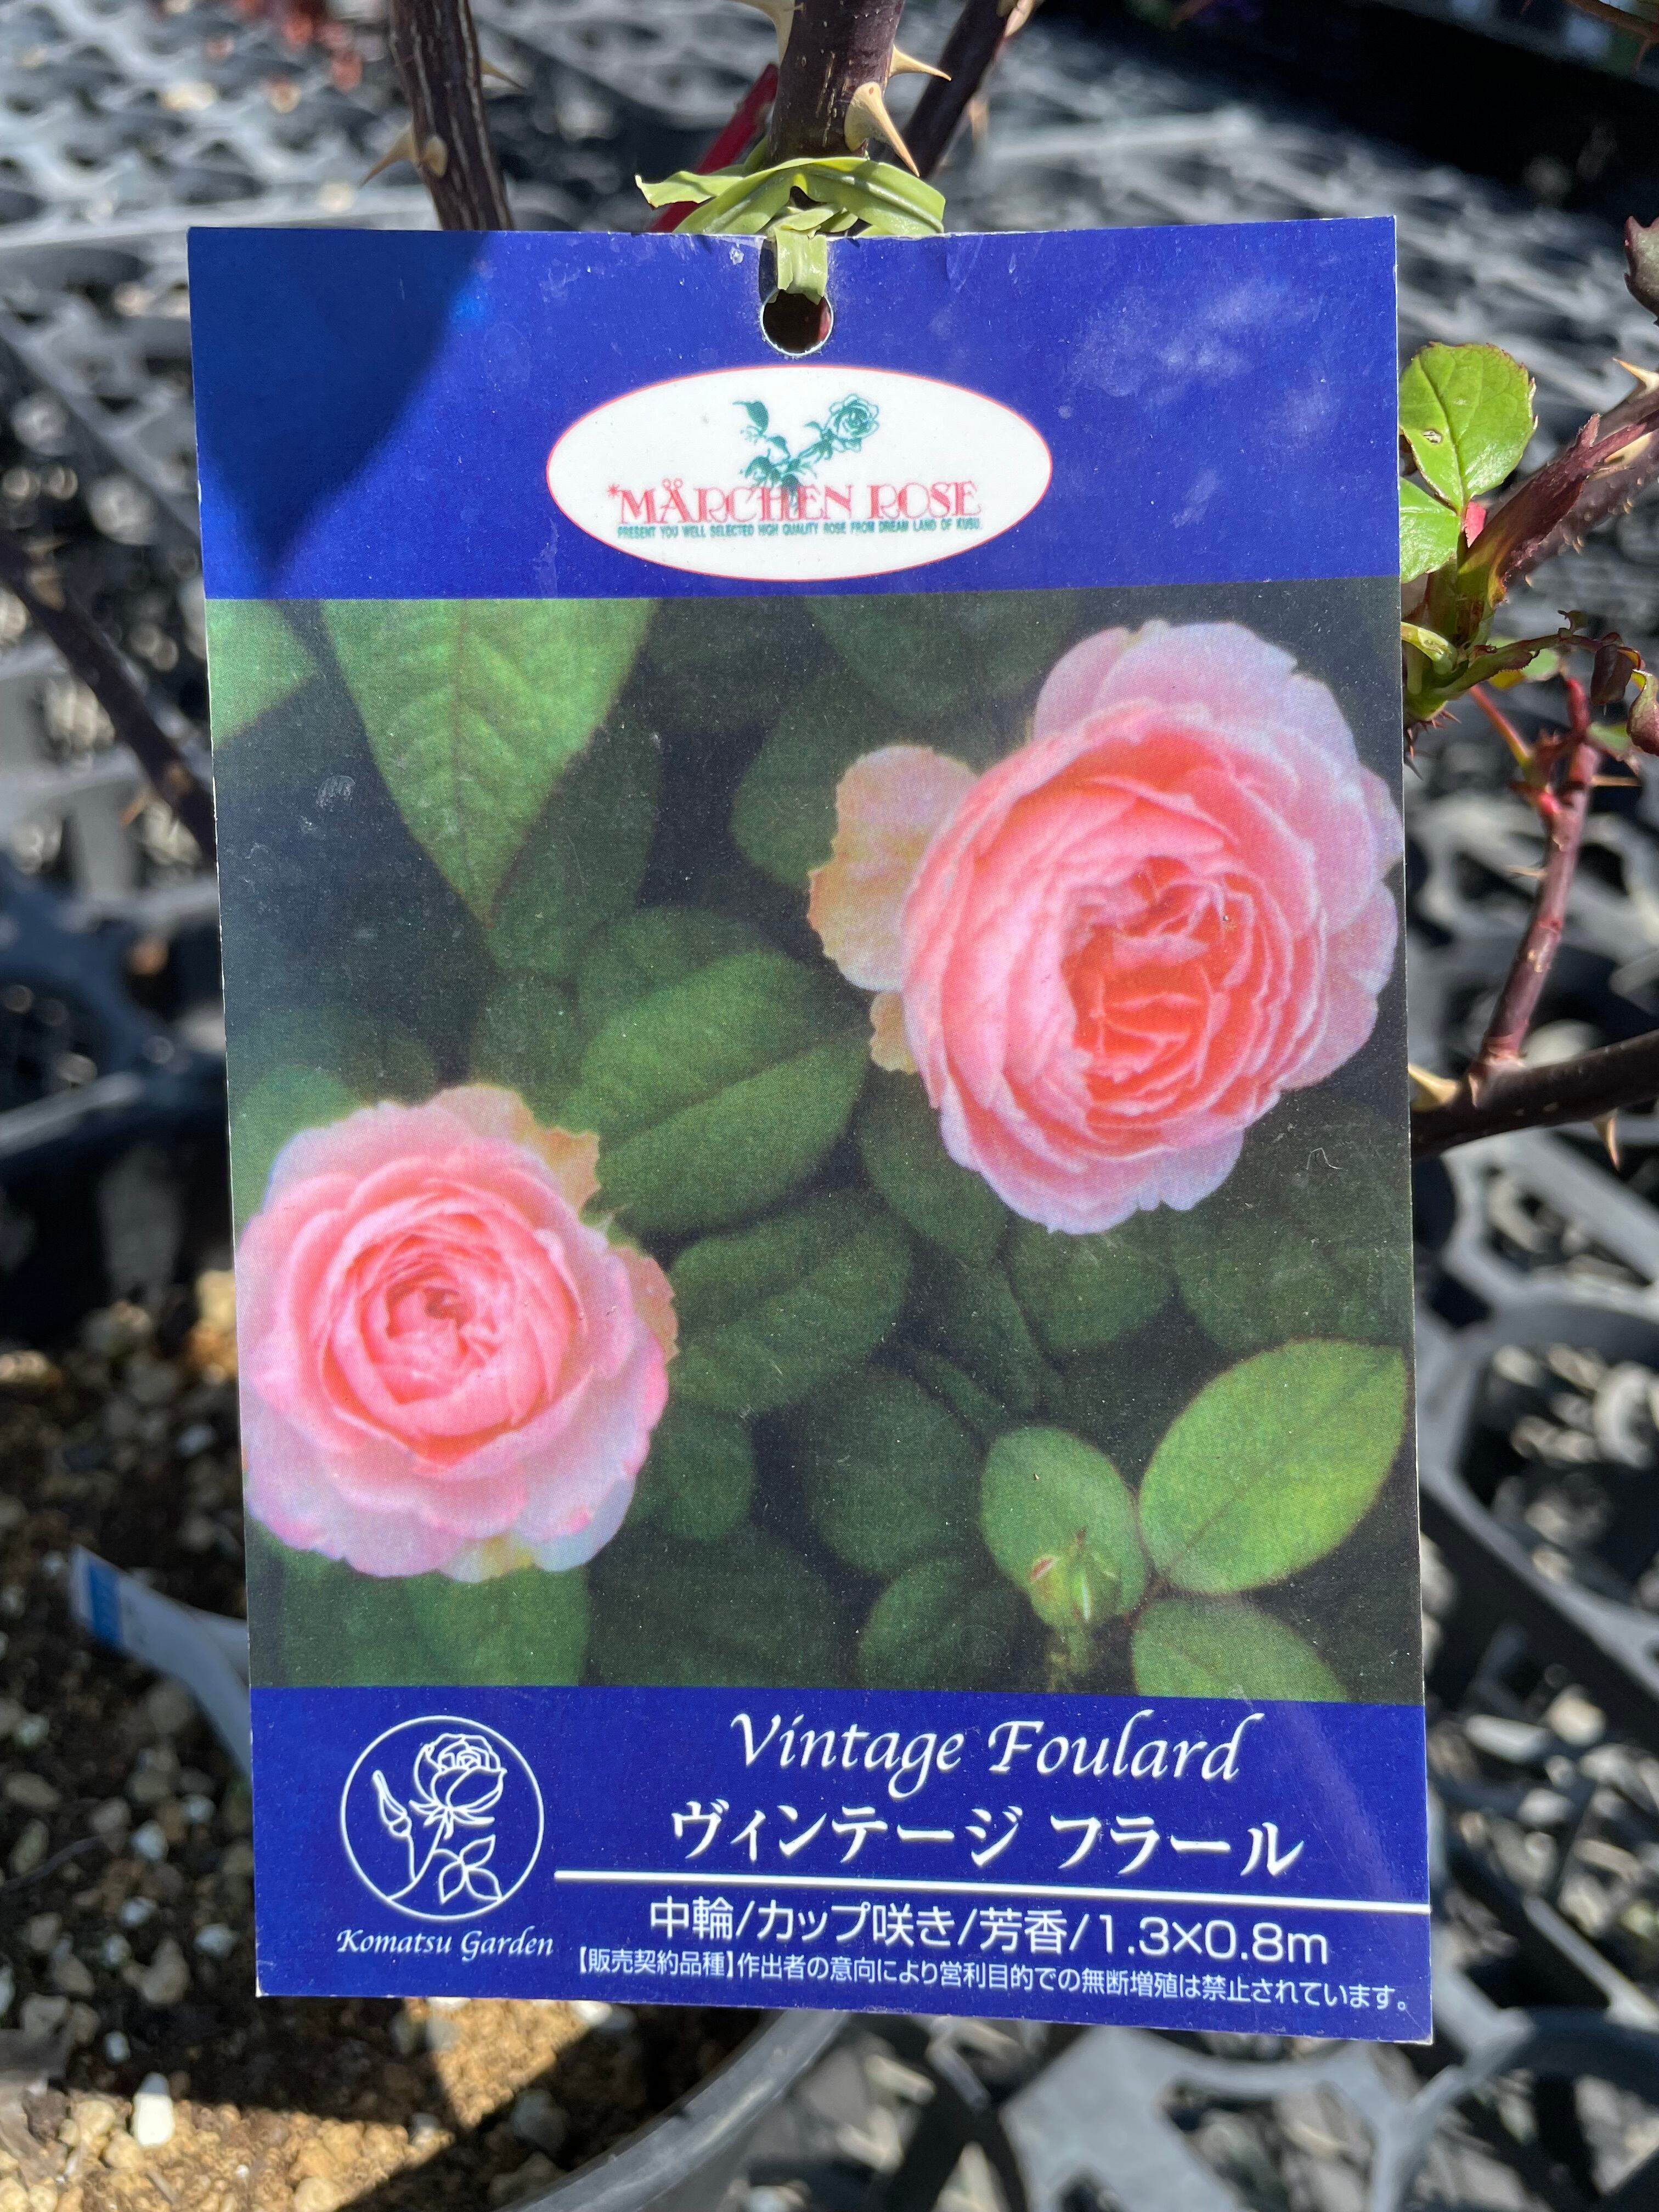 *MÄRCHEN ROSE
PRESENT YOU WELL SELECTED HIGH QUALITY ROSE FROM DREAM LAND OF KUSU.
Vintage Foulard
ヴィンテージ フラール
中輪/カップ咲き/芳香/1.3×0.8m
Komatsu Garden
【販売契約品種】作出者の意向により営利目的での無断増殖は禁止されています。